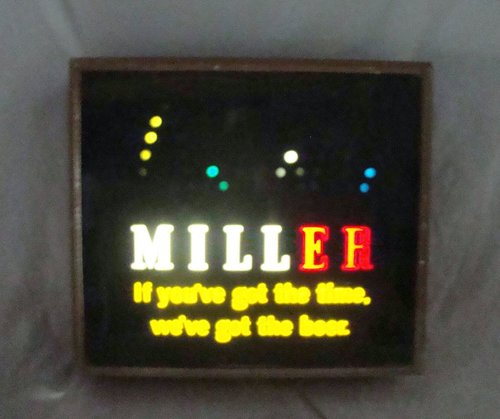 MILLER
If you've got the time,
we've got the beer.